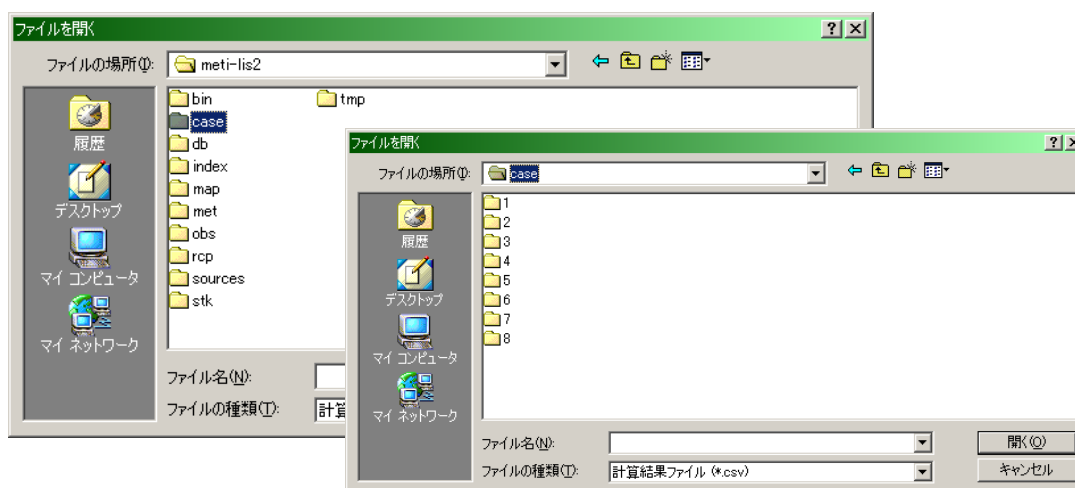 ファイルを開く
ファイルの場所(I):
meti-lis2
履歴
デスクトップ
マイ コンピュータ
マイ ネットワーク
bin
case
db
index
map
met
obs
rcp
sources
stk
tmp
ファイル名(N):
ファイルの種類(T):
計算
ファイルを開く
ファイルの場所(I):
case
履歴
デスクトップ
マイ コンピュータ
マイ ネットワーク
1
2
3
4
5
6
7
8
ファイル名(N):
開く(O)
ファイルの種類(T):
計算結果ファイル (*.csv)
キャンセル